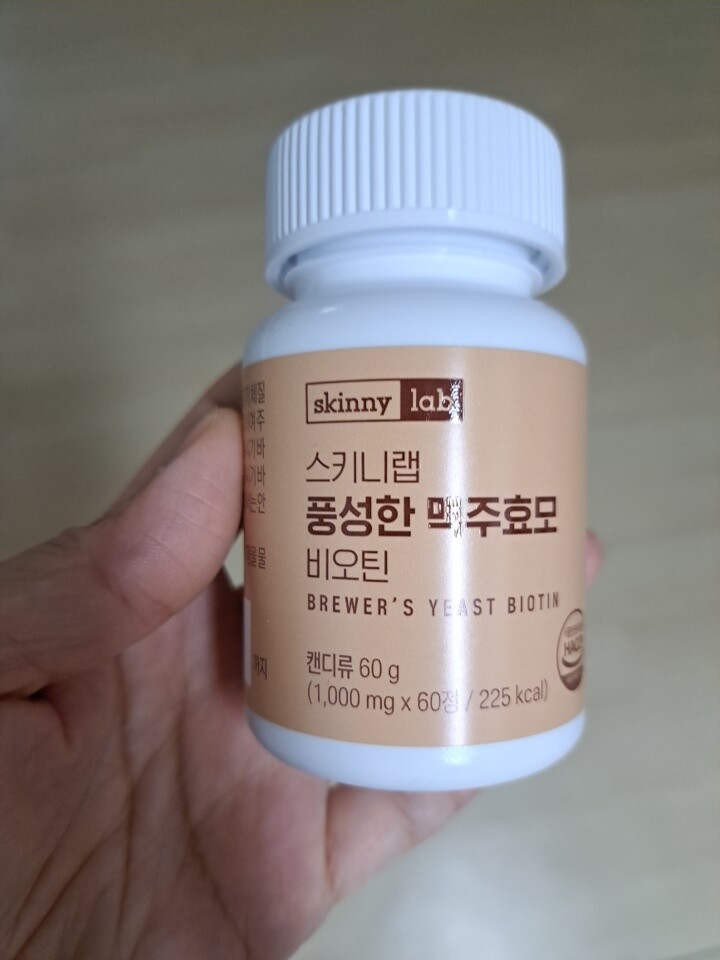 skinny lab
스키니랩
풍성한 맥주효모
비오틴
BREWER'S YEAST BIOTIN
캔디류 60 g
(1,000 mg x 60정 / 225 kcal)